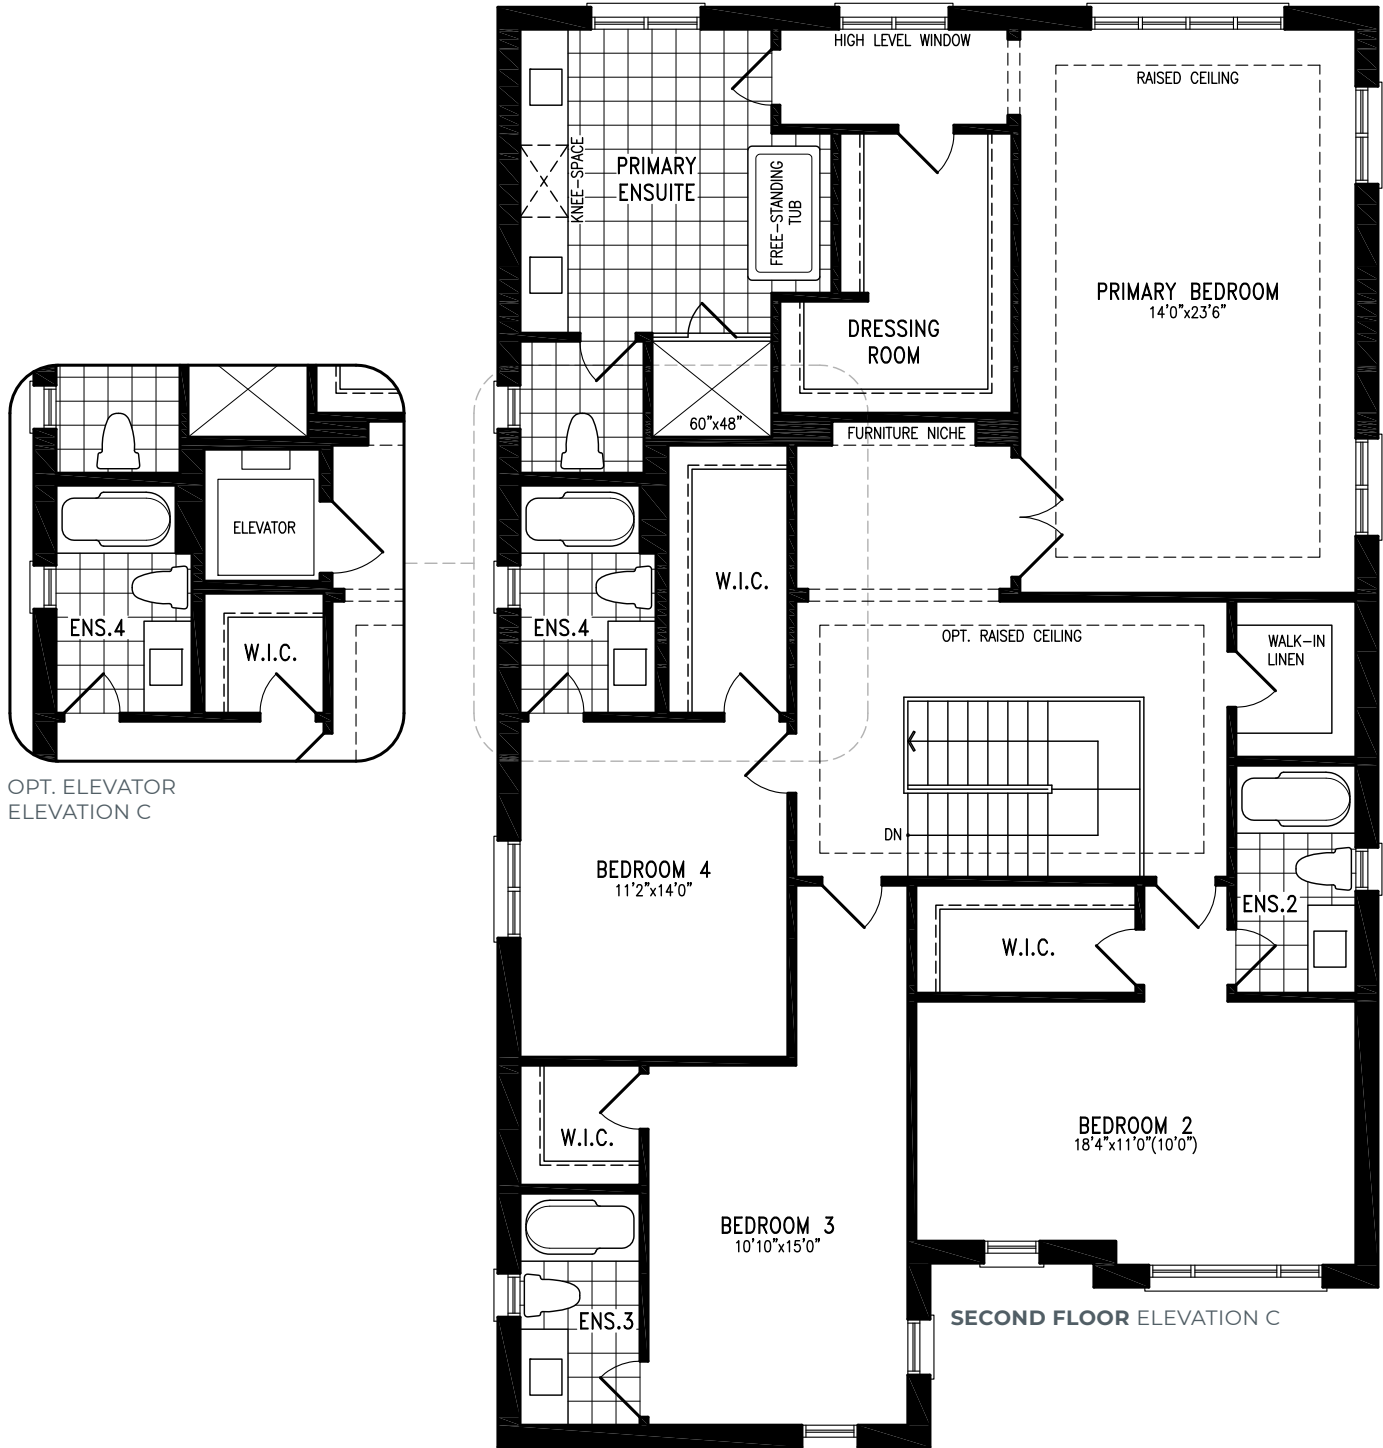 HIGH LEVEL WINDOW
RAISED CEILING
KNEE-SPACE
PRIMARY
ENSUITE
FREE-STANDING
TUB
PRIMARY BEDROOM
14'0"x23'6"
DRESSING
ROOM
60"x48"
FURNITURE NICHE
ELEVATOR
ENS.4
W.I.C.
OPT. ELEVATOR
ELEVATION C
W.I.C.
ENS.4
OPT. RAISED CEILING
WALK-IN
LINEN
DN
BEDROOM 4
11'2"x14'0"
ENS.2
W.I.C.
BEDROOM 2
18'4"x11'0"(10'0")
W.I.C.
BEDROOM 3
10'10"x15'0"
ENS.3
SECOND FLOOR ELEVATION C